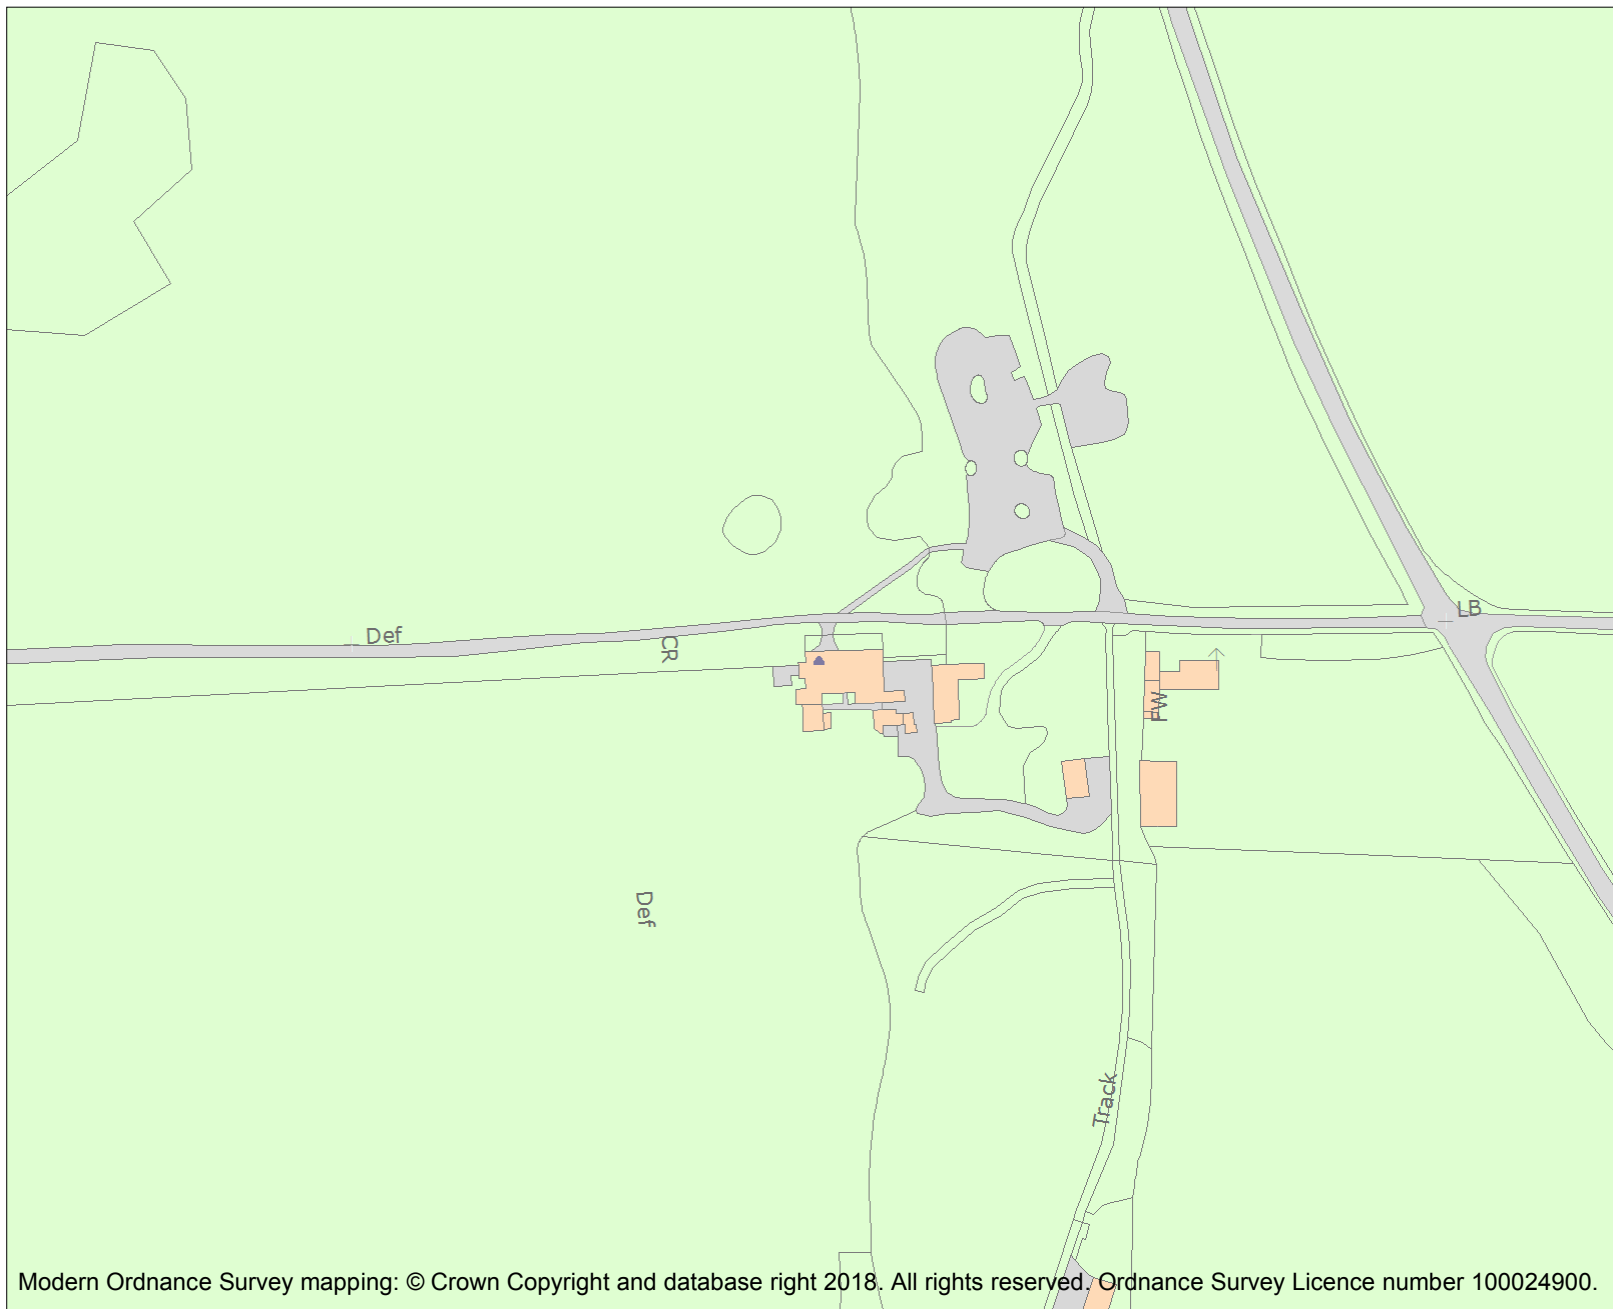 LB
Def
CR
FW
Def
Track
Modern Ordnance Survey mapping: © Crown Copyright and database right 2018. All rights reserved. Ordnance Survey Licence number 100024900.